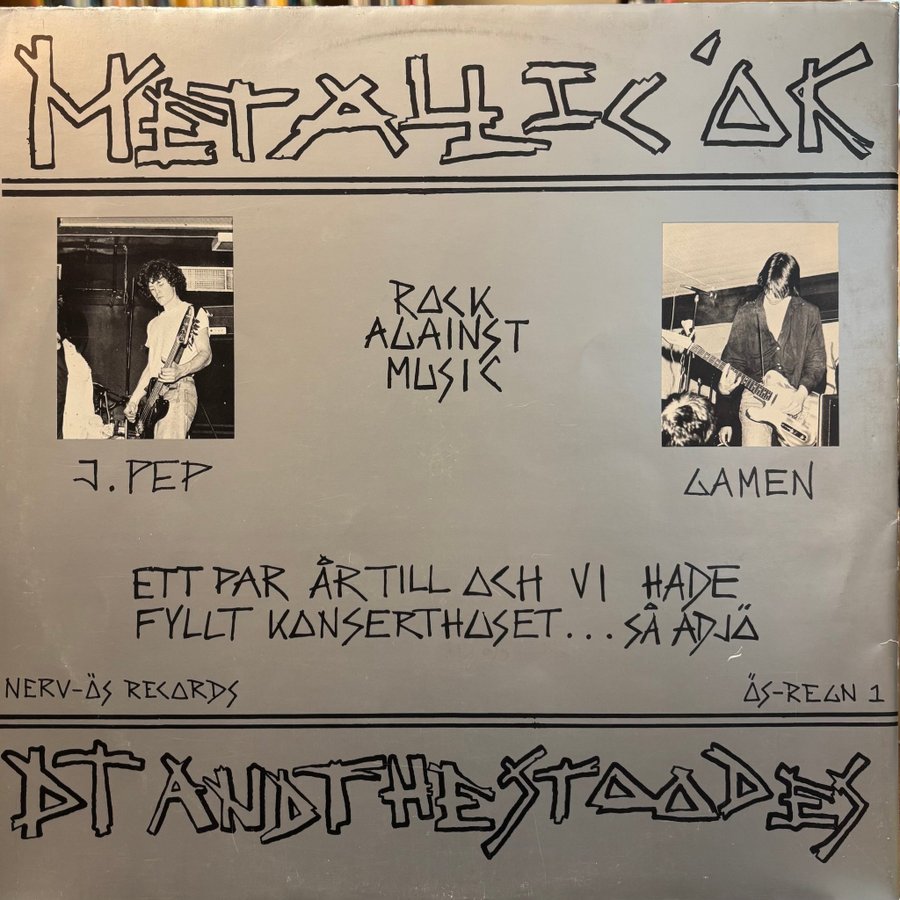 METALLIC 'OK
ROCK
AGAINST
MUSIC
J. PEP
GAMEN
ETT PAR ÅR TILL OCH VI HADE
FYLLT KONSERTHUSET... SÅ ADJÖ
NERV-ÖS RECORDS
ÖS-REGN 1
DT AND THE STOODES